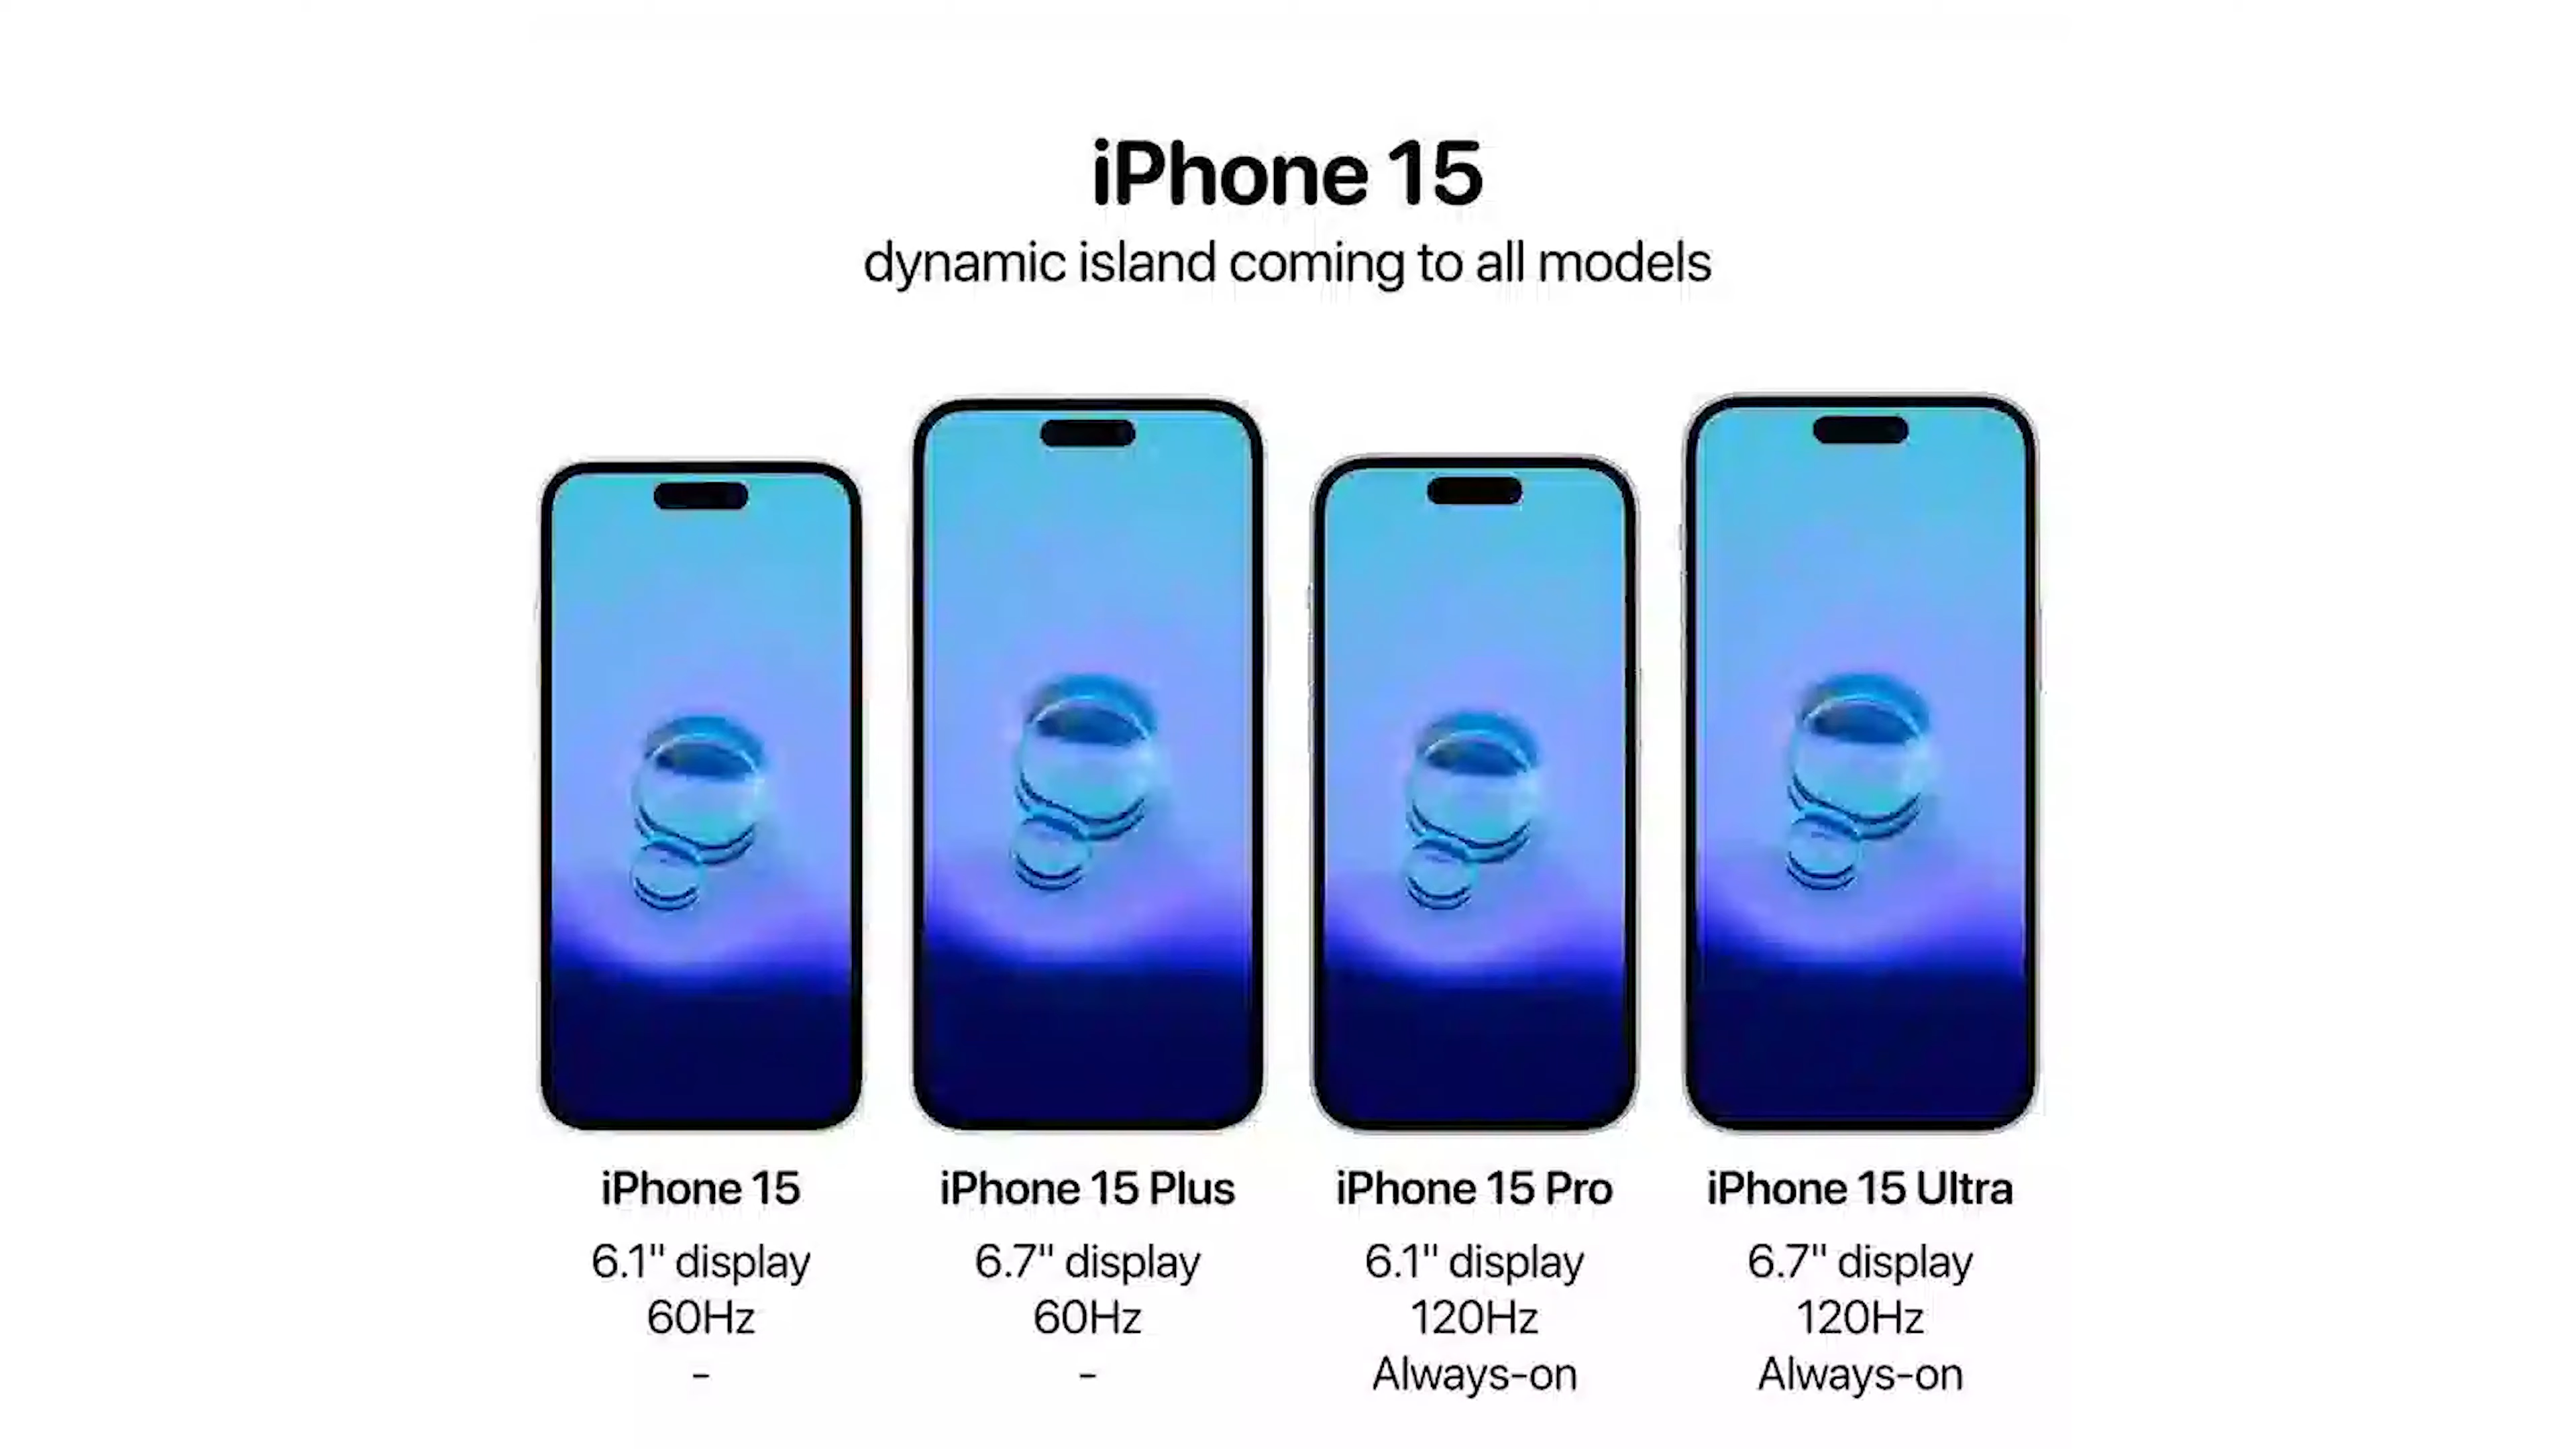 iPhone 15
dynamic island coming to all models
iPhone 15
6.1" display
60Hz
-
iPhone 15 Plus
6.7" display
60Hz
-
iPhone 15 Pro
6.1" display
120Hz
Always-on
iPhone 15 Ultra
6.7" display
120Hz
Always-on